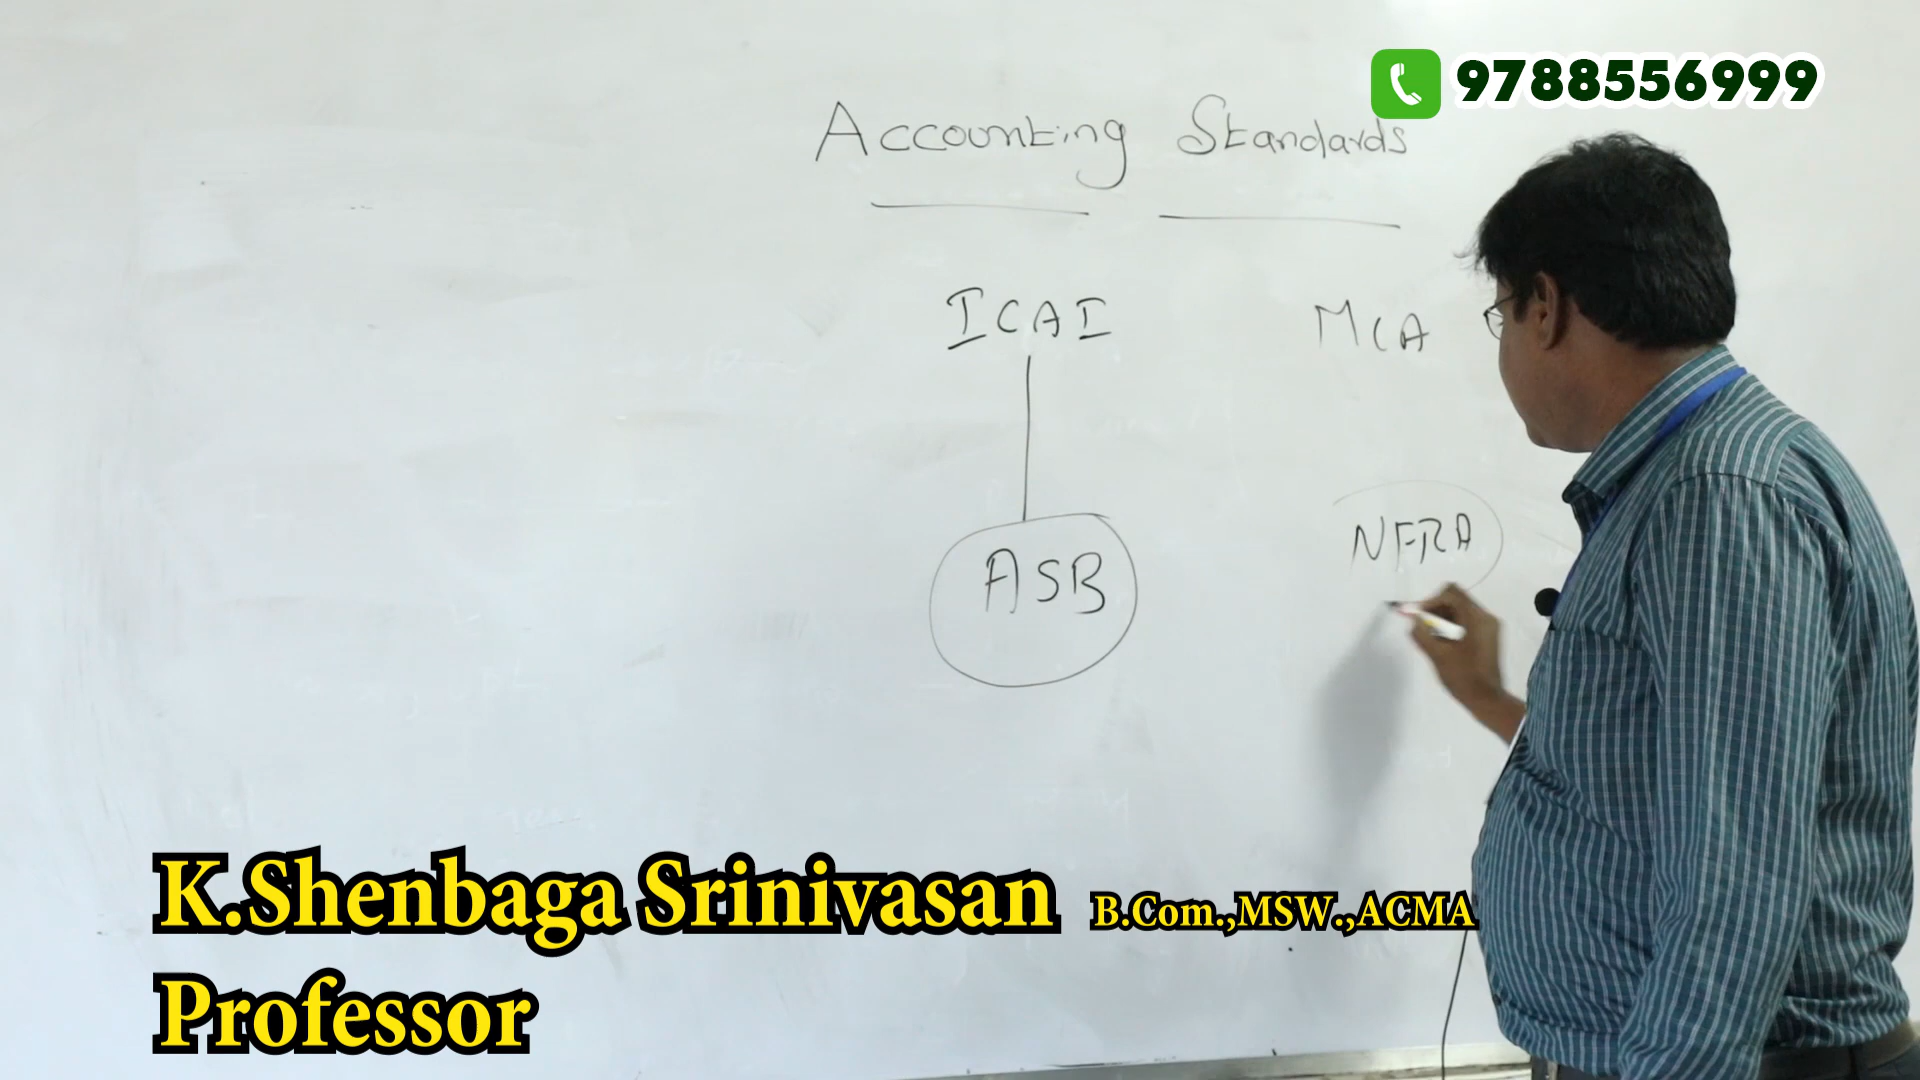 9788556999
Accounting Standards
ICAI MCA
ASB NFRA
K.Shenbaga Srinivasan B.Com.,MSW.,ACMA
Professor